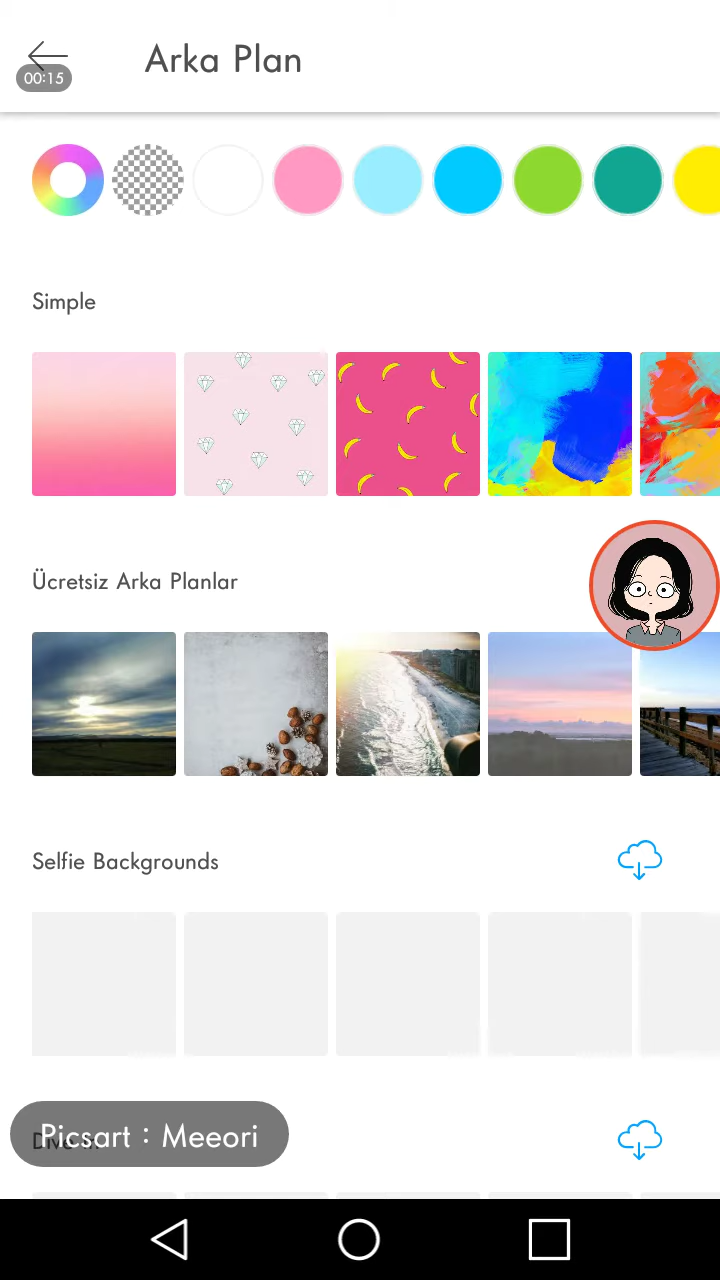 Arka Plan
00:15
Simple
Ücretsiz Arka Planlar
Selfie Backgrounds
Picsart : Meeori